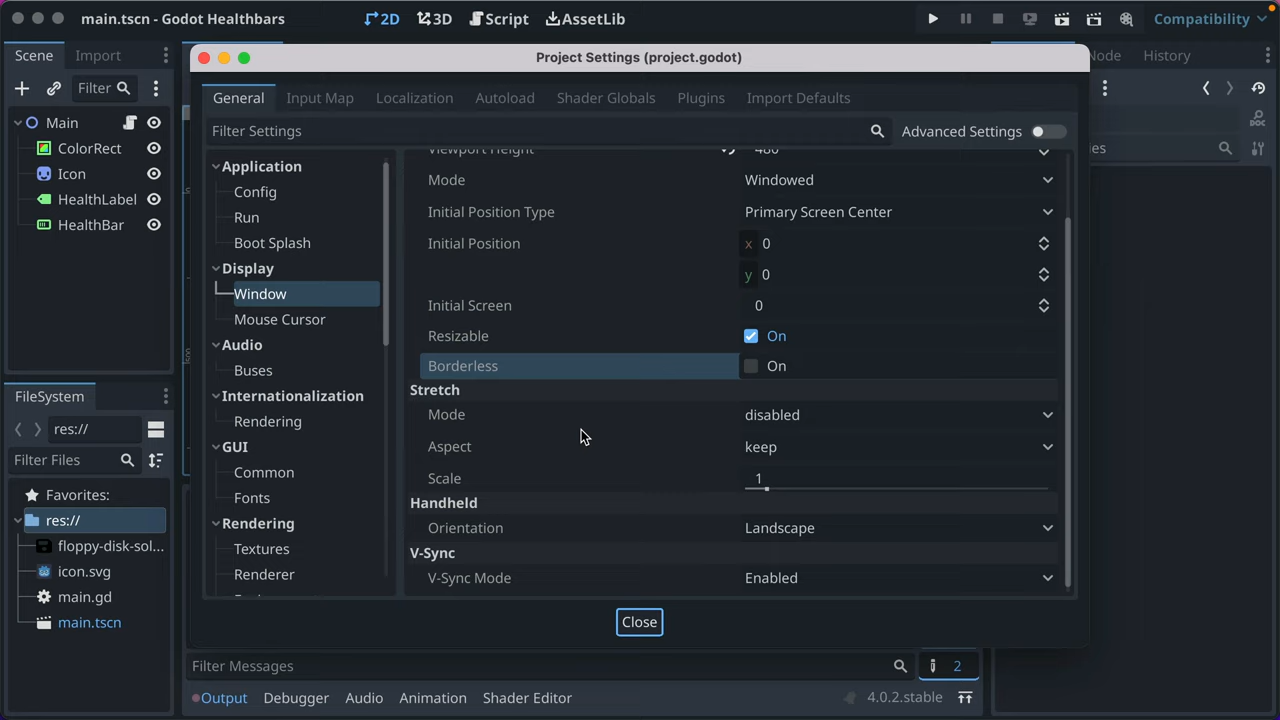 main.tscn - Godot Healthbars
2D
3D
Script
AssetLib
Compatibility
Scene
Import
Node
History
Project Settings (project.godot)
Filter
General
Input Map
Localization
Autoload
Shader Globals
Plugins
Import Defaults
Filter Settings
Advanced Settings
Main
ColorRect
Icon
HealthLabel
HealthBar
Application
Config
Run
Boot Splash
Display
Window
Mouse Cursor
Audio
Buses
Internationalization
Rendering
GUI
Common
Fonts
Rendering
Textures
Renderer
Viewport Height 480
Mode Windowed
Initial Position Type Primary Screen Center
Initial Position x 0
y 0
Initial Screen 0
Resizable On
Borderless On
Stretch
Mode disabled
Aspect keep
Scale 1
Handheld
Orientation Landscape
V-Sync
V-Sync Mode Enabled
Close
FileSystem
res://
Filter Files
Favorites:
res://
floppy-disk-sol...
icon.svg
main.gd
main.tscn
Filter Messages
2
Output
Debugger
Audio
Animation
Shader Editor
4.0.2.stable